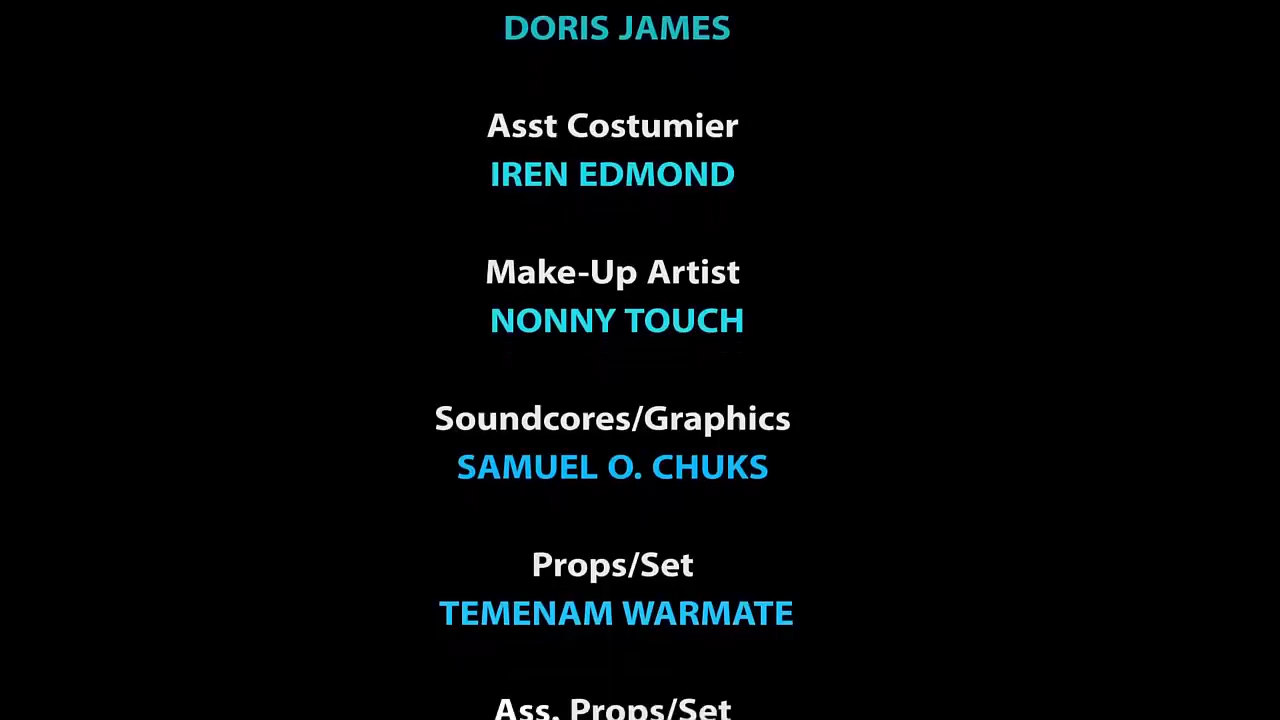 DORIS JAMES
Asst Costumier
IREN EDMOND
Make-Up Artist
NONNY TOUCH
Soundcores/Graphics
SAMUEL O. CHUKS
Props/Set
TEMENAM WARMATE
Ass. Props/Set